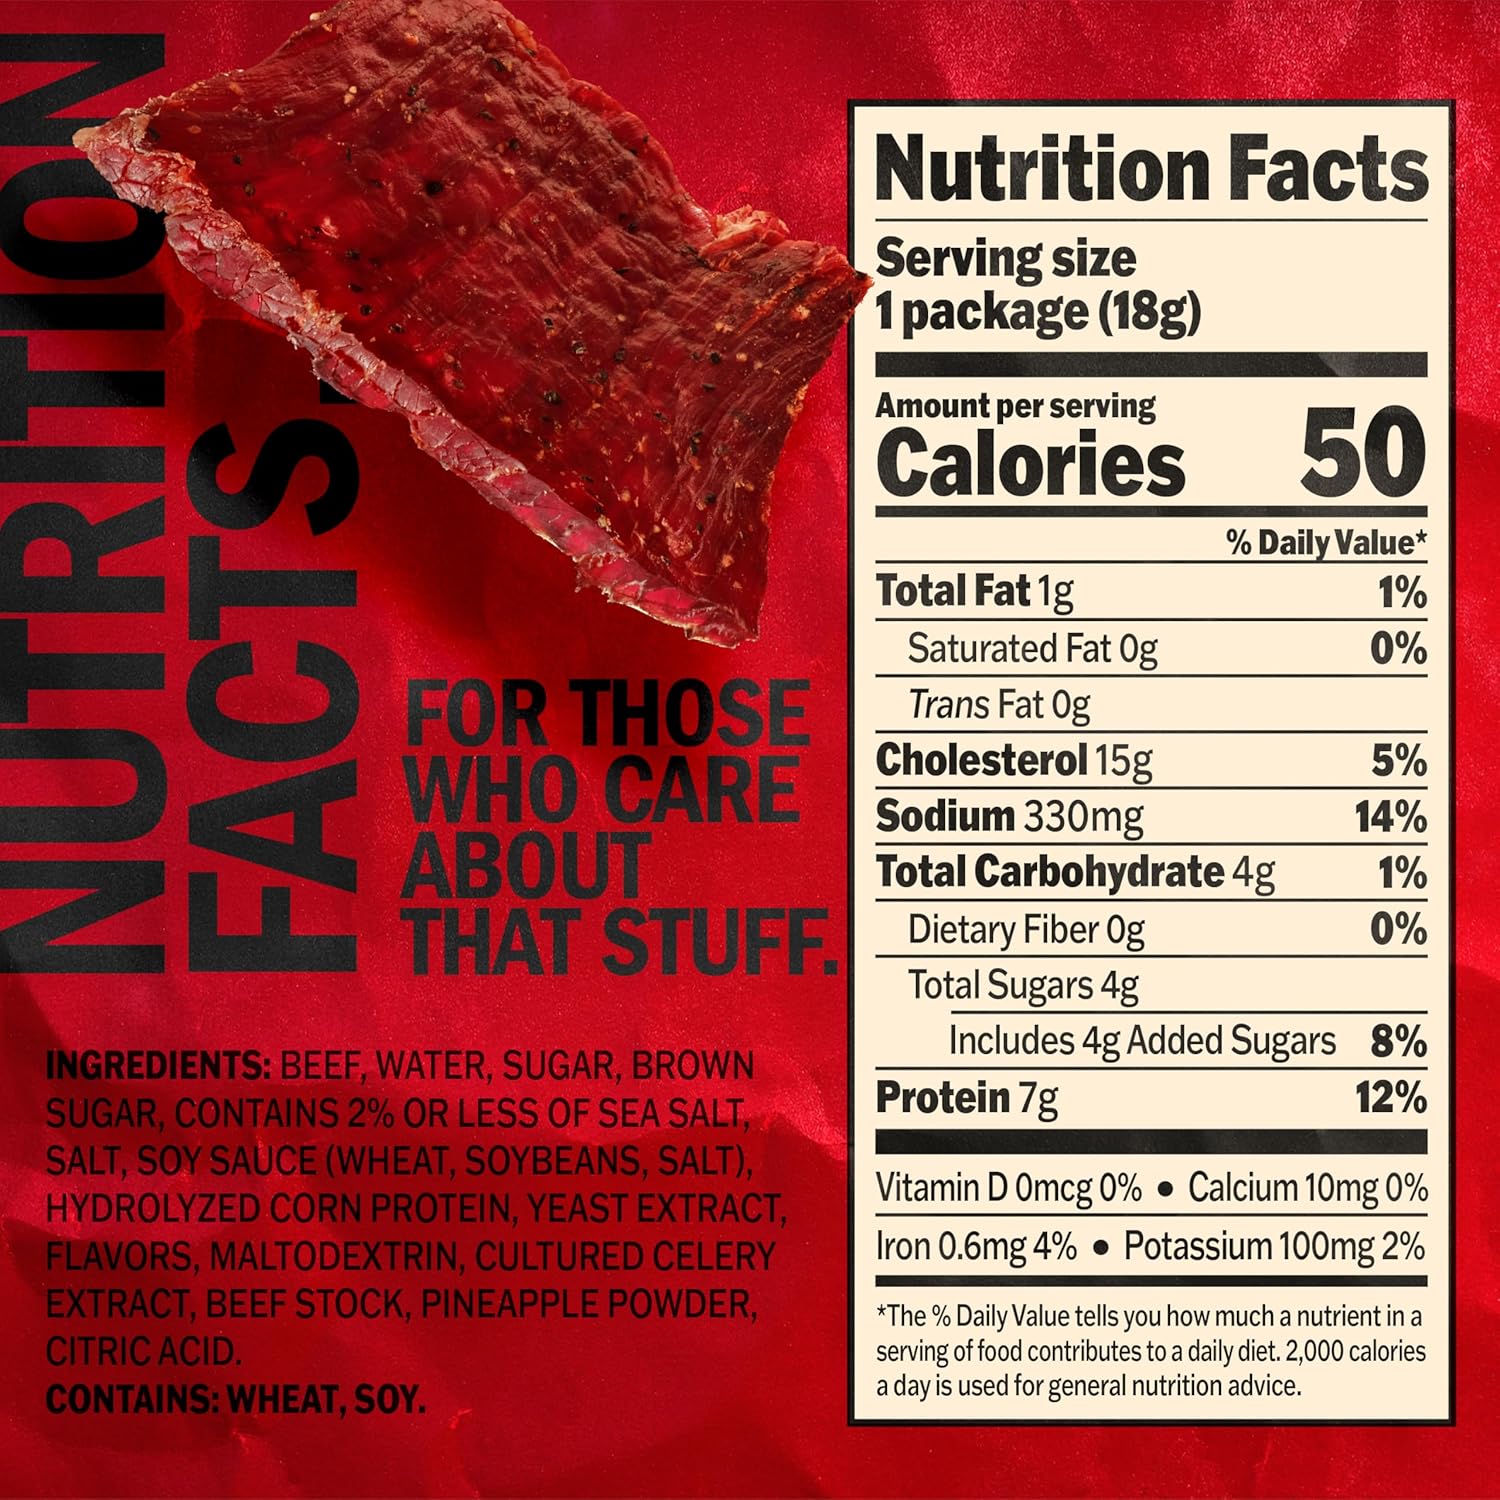 NUTRITION
FACTS.
FOR THOSE
WHO CARE
ABOUT
THAT STUFF.
INGREDIENTS: BEEF, WATER, SUGAR, BROWN
SUGAR, CONTAINS 2% OR LESS OF SEA SALT,
SALT, SOY SAUCE (WHEAT, SOYBEANS, SALT),
HYDROLYZED CORN PROTEIN, YEAST EXTRACT,
FLAVORS, MALTODEXTRIN, CULTURED CELERY
EXTRACT, BEEF STOCK, PINEAPPLE POWDER,
CITRIC ACID.
CONTAINS: WHEAT, SOY.
Nutrition Facts
Serving size
1 package (18g)
Amount per serving
Calories 50
% Daily Value*
Total Fat 1g 1%
Saturated Fat 0g 0%
Trans Fat 0g
Cholesterol 15g 5%
Sodium 330mg 14%
Total Carbohydrate 4g 1%
Dietary Fiber 0g 0%
Total Sugars 4g
Includes 4g Added Sugars 8%
Protein 7g 12%
Vitamin D 0mcg 0% • Calcium 10mg 0%
Iron 0.6mg 4% • Potassium 100mg 2%
*The % Daily Value tells you how much a nutrient in a
serving of food contributes to a daily diet. 2,000 calories
a day is used for general nutrition advice.